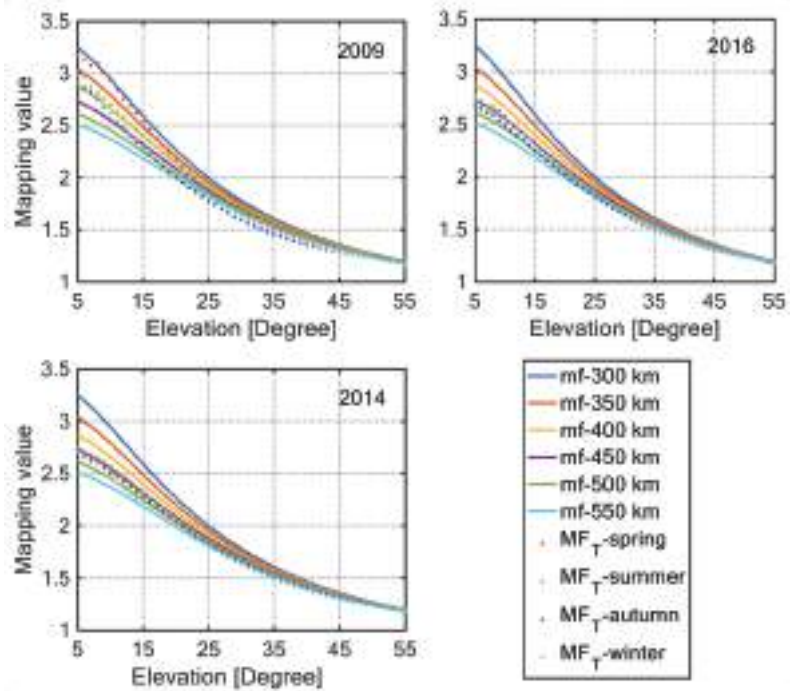 3.5
3
2.5
2
1.5
1
Mapping value
2009
5
15
25
35
45
55
Elevation [Degree]
3.5
3
2.5
2
1.5
1
2016
5
15
25
35
45
55
Elevation [Degree]
3.5
3
2.5
2
1.5
1
Mapping value
2014
5
15
25
35
45
55
Elevation [Degree]
mf-300 km
mf-350 km
mf-400 km
mf-450 km
mf-500 km
mf-550 km
MF_T-spring
MF_T-summer
MF_T-autumn
MF_T-winter